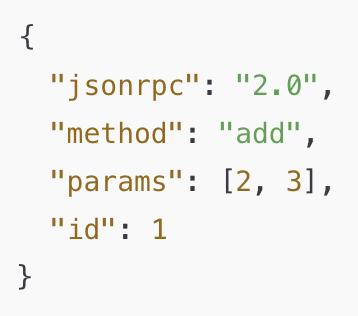 {
  "jsonrpc": "2.0",
  "method": "add",
  "params": [2, 3],
  "id": 1
}